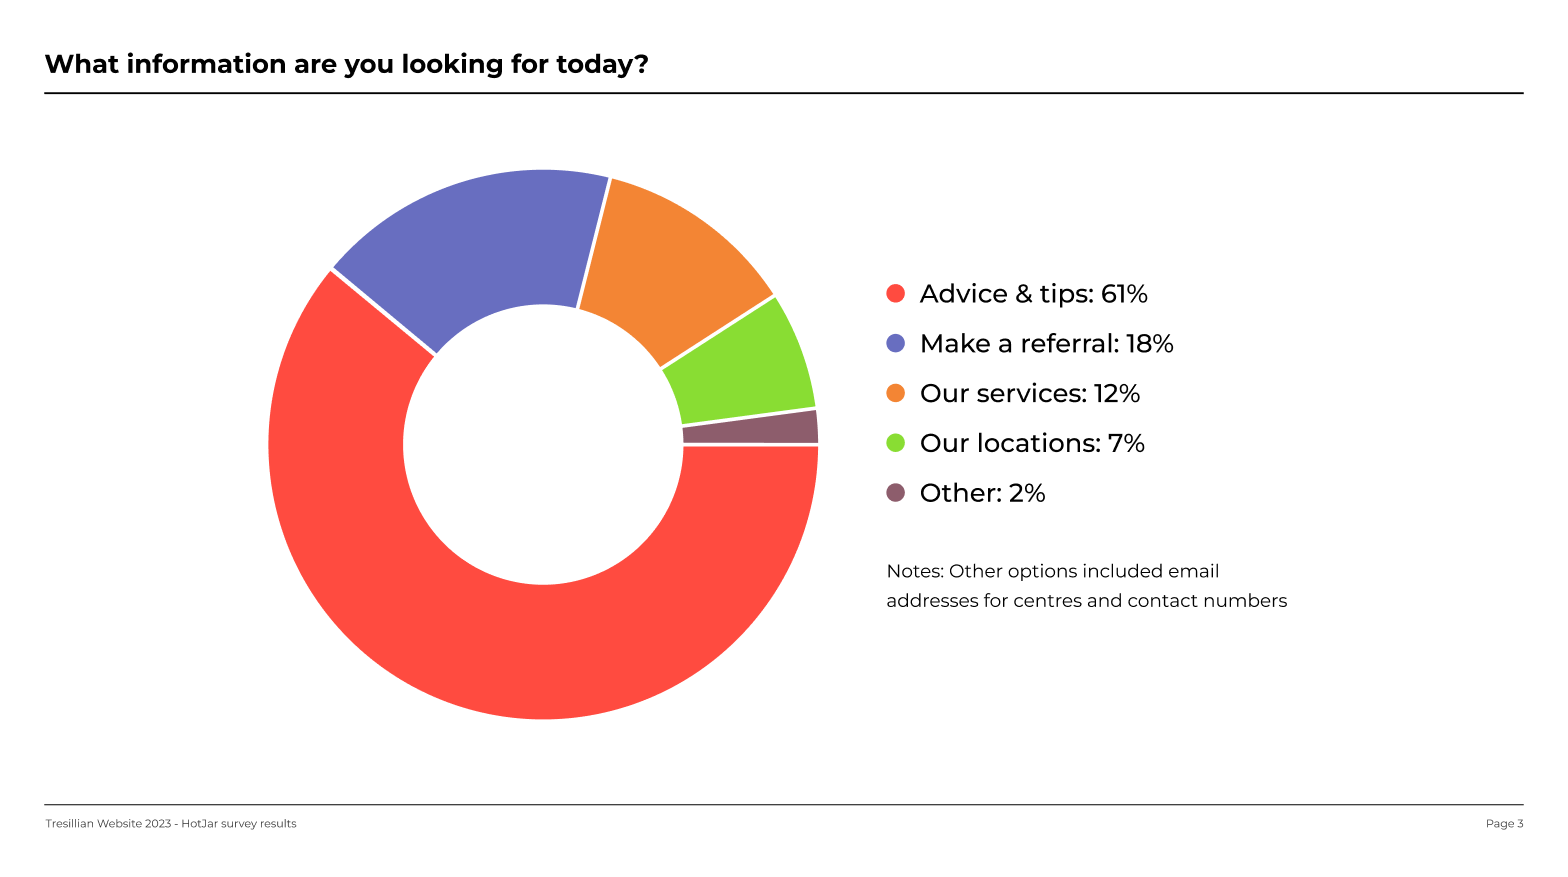 What information are you looking for today?
Advice & tips: 61%
Make a referral: 18%
Our services: 12%
Our locations: 7%
Other: 2%
Notes: Other options included email
addresses for centres and contact numbers
Tresillian Website 2023 - HotJar survey results
Page 3